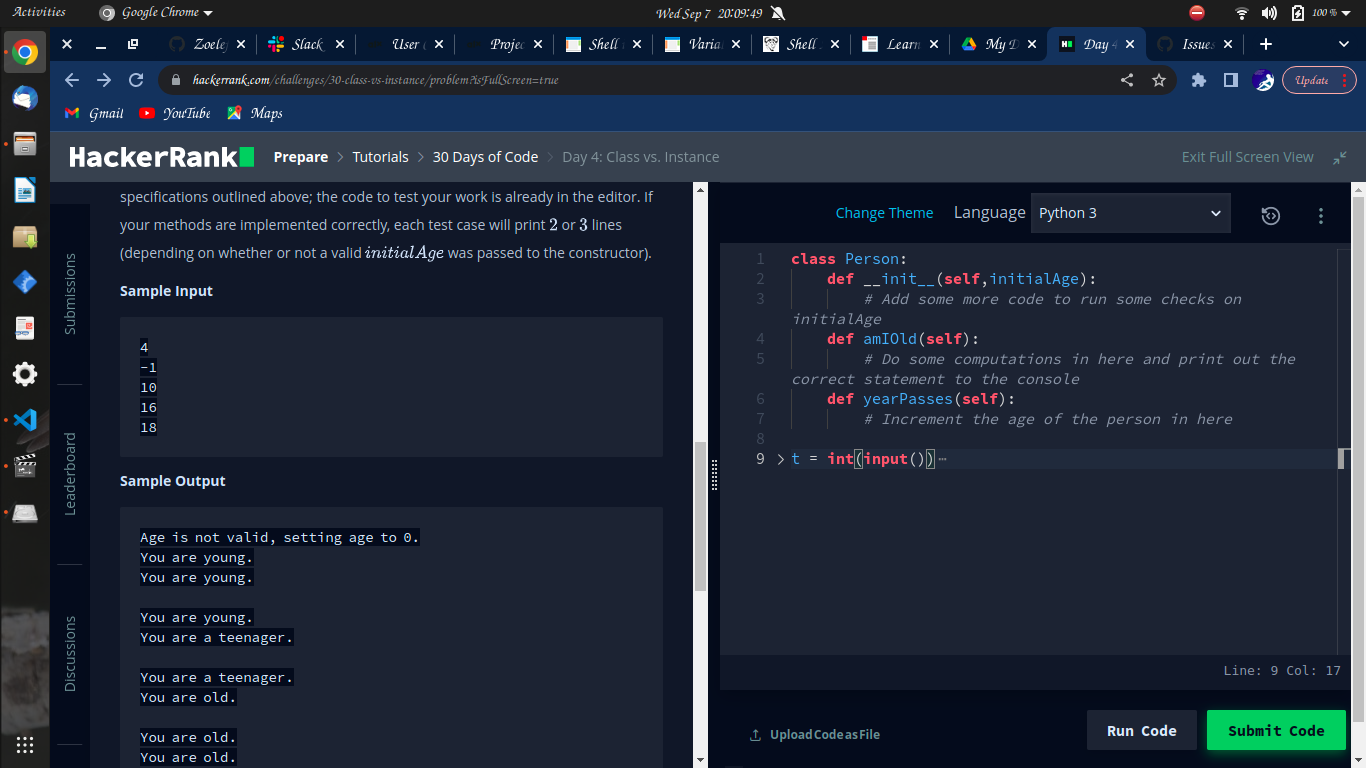 Activities
Google Chrome
Wed Sep 7 20:09:49
100 %
Zoele
Slack
User
Projec
Shell
Varia
Shell
Learn
My D
Day 4
Issues
hackerrank.com/challenges/30-class-vs-instance/problem?isFullScreen=true
Update
Gmail
YouTube
Maps
HackerRank
Prepare > Tutorials > 30 Days of Code > Day 4: Class vs. Instance
Exit Full Screen View
Submissions
Leaderboard
Discussions
specifications outlined above; the code to test your work is already in the editor. If
your methods are implemented correctly, each test case will print 2 or 3 lines
(depending on whether or not a valid initialAge was passed to the constructor).
Sample Input
4
-1
10
16
18
Sample Output
Age is not valid, setting age to 0.
You are young.
You are young.
You are young.
You are a teenager.
You are a teenager.
You are old.
You are old.
You are old.
Change Theme
Language
Python 3
1 class Person:
2 def __init__(self,initialAge):
3 # Add some more code to run some checks on
initialAge
4 def amIOld(self):
5 # Do some computations in here and print out the
correct statement to the console
6 def yearPasses(self):
7 # Increment the age of the person in here
8
9 > t = int(input()) ⋯
Line: 9 Col: 17
Upload Code as File
Run Code
Submit Code